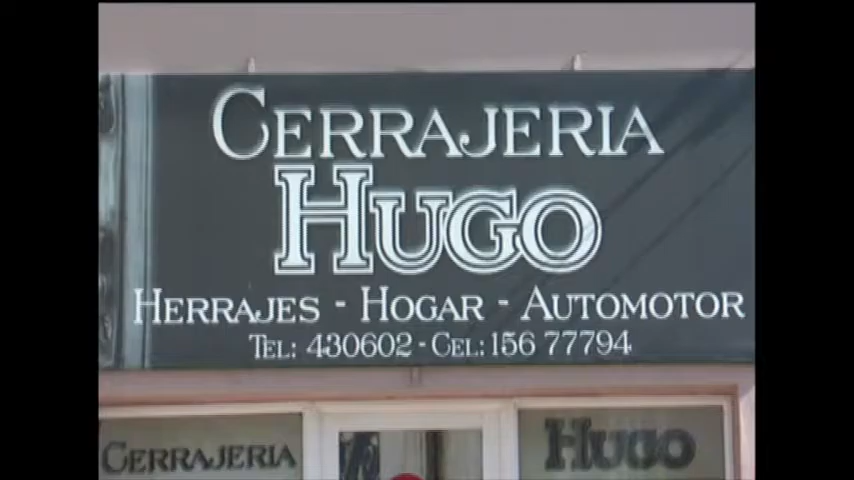 CERRAJERIA
HUGO
HERRAJES - HOGAR - AUTOMOTOR
TEL: 430602 - CEL: 156 77794
CERRAJERIA
HUGO